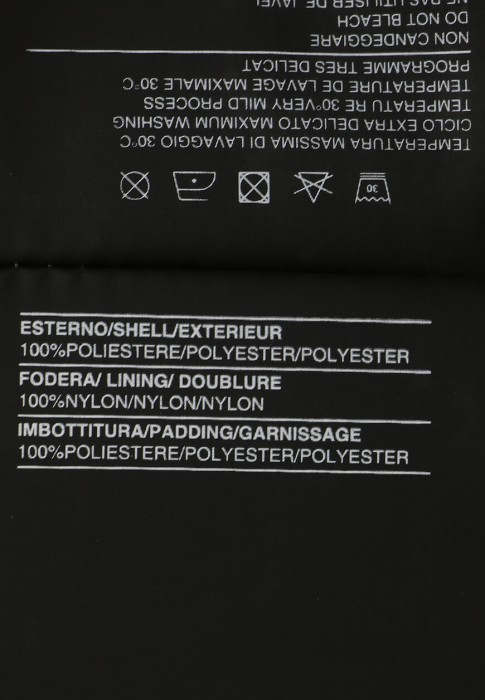 30
TEMPERATURA MASSIMA DI LAVAGGIO 30°C
CICLO EXTRA DELICATO MAXIMUM WASHING
TEMPERATU RE 30°VERY MILD PROCESS
TEMPERATURE DE LAVAGE MAXIMALE 30°C
PROGRAMME TRES DELICAT
NON CANDEGGIARE
DO NOT BLEACH
NE PAS UTILISER DE JAVEL
ESTERNO/SHELL/EXTERIEUR
100%POLIESTERE/POLYESTER/POLYESTER
FODERA/ LINING/ DOUBLURE
100%NYLON/NYLON/NYLON
IMBOTTITURA/PADDING/GARNISSAGE
100%POLIESTERE/POLYESTER/POLYESTER